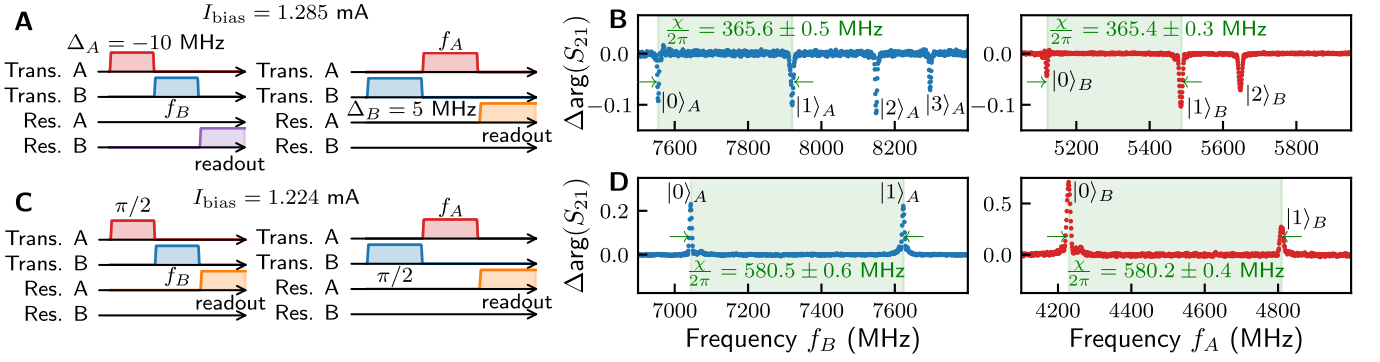 A
I_bias = 1.285 mA
Δ_A = −10 MHz
Trans. A
Trans. B
f_B
Res. A
Res. B
readout
f_A
Trans. A
Trans. B
Δ_B = 5 MHz
Res. A
readout
Res. B
B
Δarg(S_21)
0.0
−0.1
χ/2π = 365.6 ± 0.5 MHz
|0⟩_A
|1⟩_A
|2⟩_A
|3⟩_A
7600 7800 8000 8200
0.0
−0.1
χ/2π = 365.4 ± 0.3 MHz
|0⟩_B
|1⟩_B
|2⟩_B
5200 5400 5600 5800
C
I_bias = 1.224 mA
π/2
Trans. A
Trans. B
f_B
Res. A
readout
Res. B
f_A
Trans. A
Trans. B
π/2
Res. A
readout
Res. B
D
Δarg(S_21)
0.2
0.0
|0⟩_A
|1⟩_A
χ/2π = 580.5 ± 0.6 MHz
7000 7200 7400 7600
Frequency f_B (MHz)
0.5
0.0
|0⟩_B
|1⟩_B
χ/2π = 580.2 ± 0.4 MHz
4200 4400 4600 4800
Frequency f_A (MHz)